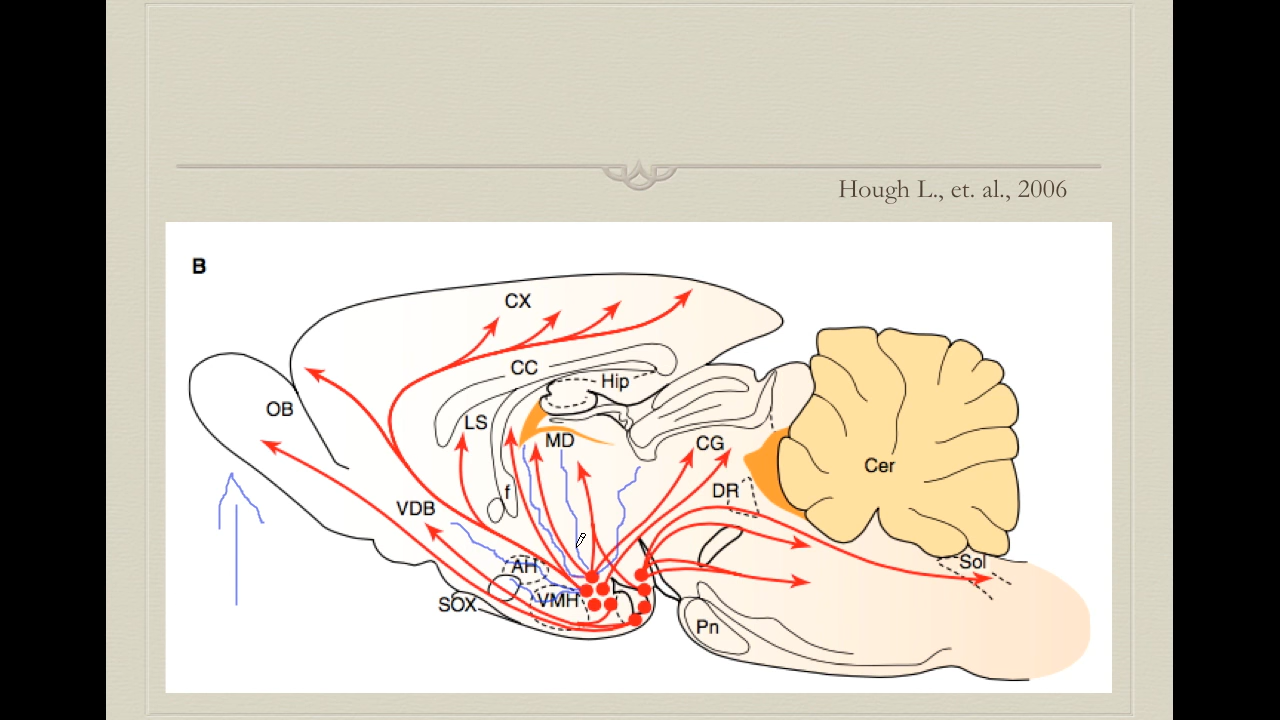 Hough L., et. al., 2006
B
CX
CC
Hip
OB
LS
MD
CG
Cer
DR
f
VDB
AH
Sol
SOX
VMH
Pn